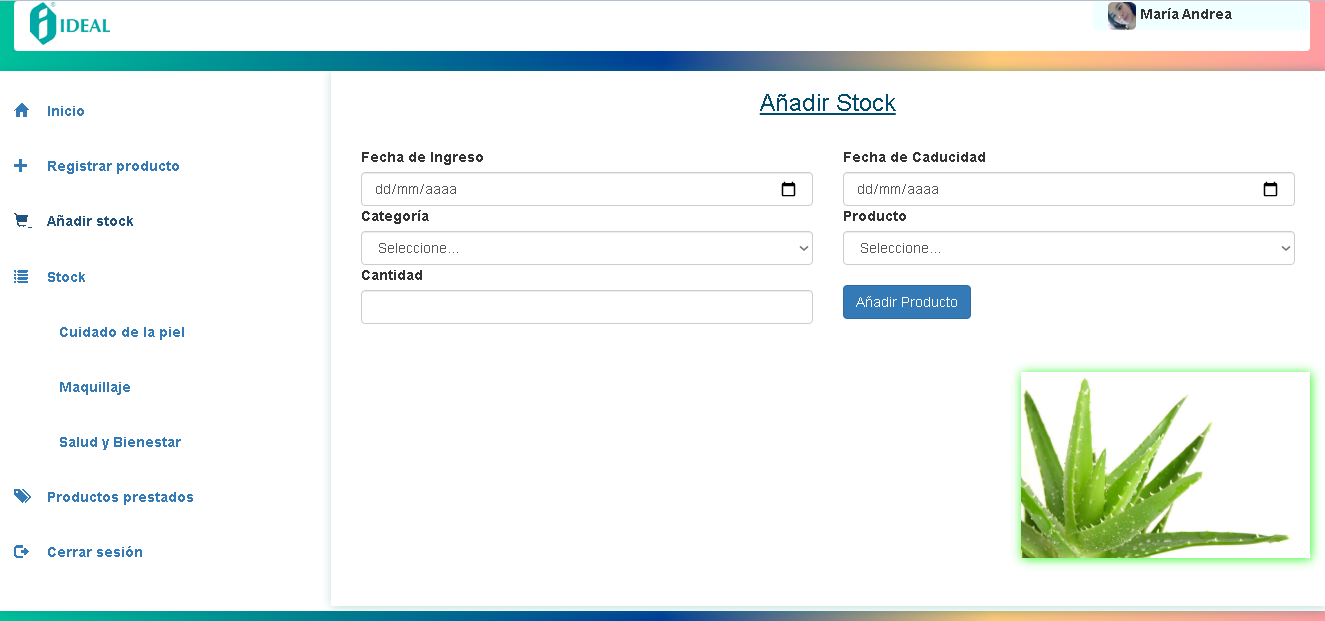 IDEAL
María Andrea
Inicio
Registrar producto
Añadir stock
Stock
Cuidado de la piel
Maquillaje
Salud y Bienestar
Productos prestados
Cerrar sesión
Añadir Stock
Fecha de Ingreso
dd/mm/aaaa
Fecha de Caducidad
dd/mm/aaaa
Categoría
Seleccione...
Producto
Seleccione...
Cantidad
Añadir Producto